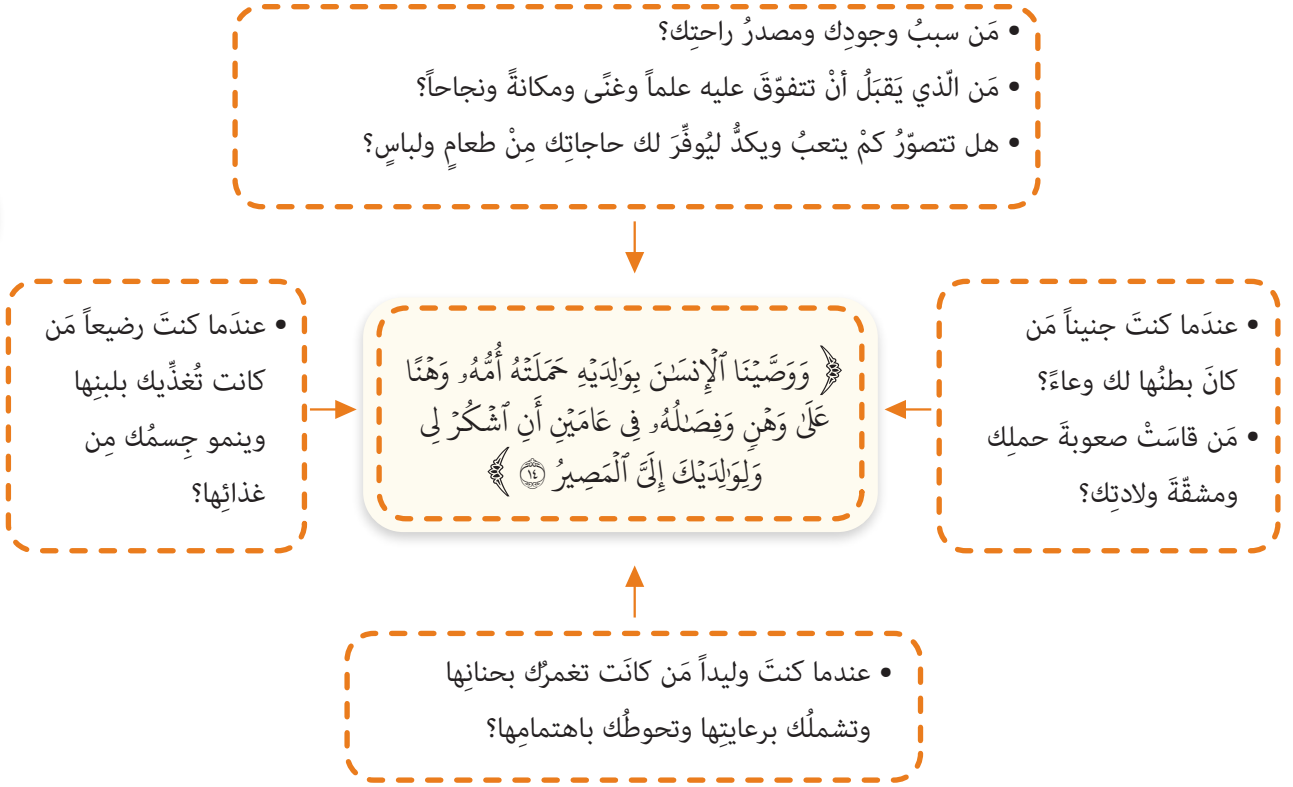 • مَن سببُ وجودِك ومصدرُ راحتِك؟
• مَن الّذي يَقبَلُ أنْ تتفوّقَ عليه علماً وغنًى ومكانةً ونجاحاً؟
• هل تتصوّرُ كمْ يتعبُ ويكدُّ ليُوفِّرَ لك حاجاتِك مِنْ طعامٍ ولباسٍ؟
• عندَما كنتَ جنيناً مَن
كانَ بطنُها لك وعاءً؟
• مَن قاسَتْ صعوبةَ حملِك
ومشقّةَ ولادتِك؟
﴿ وَوَصَّيۡنَا ٱلۡإِنسَٰنَ بِوَٰلِدَيۡهِ حَمَلَتۡهُ أُمُّهُۥ وَهۡنًا
عَلَىٰ وَهۡنٖ وَفِصَٰلُهُۥ فِي عَامَيۡنِ أَنِ ٱشۡكُرۡ لِي
وَلِوَٰلِدَيۡكَ إِلَيَّ ٱلۡمَصِيرُ ١٤ ﴾
• عندَما كنتَ رضيعاً مَن
كانت تُغذِّيك بلبنِها
وينمو جِسمُك مِن
غذائِها؟
• عندما كنتَ وليداً مَن كانَت تغمرُك بحنانِها
وتشملُك برعايتِها وتحوطُك باهتمامِها؟